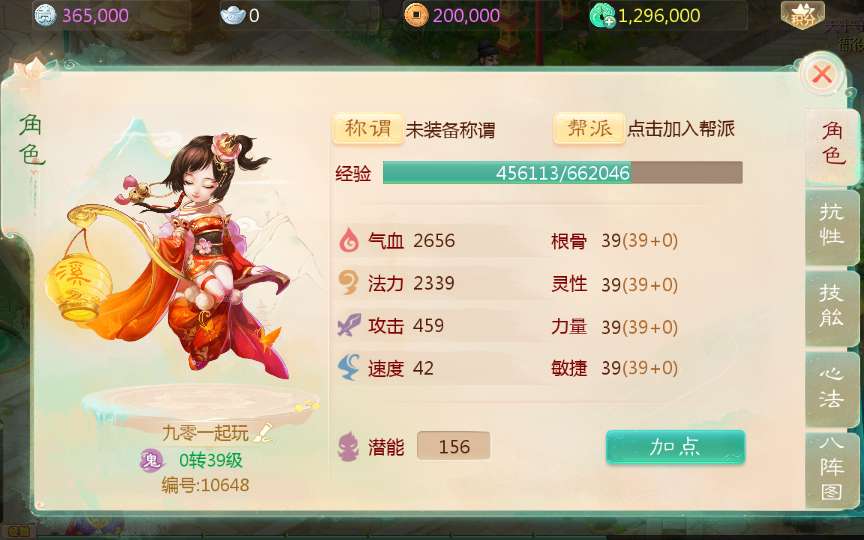 365,000
0
200,000
1,296,000
积分
角色
称谓 未装备称谓
帮派 点击加入帮派
经验 456113/662046
气血 2656 根骨 39(39+0)
法力 2339 灵性 39(39+0)
攻击 459 力量 39(39+0)
速度 42 敏捷 39(39+0)
潜能 156 加点
溪
九零一起玩
鬼 0转39级
编号:10648
角色
抗性
技能
心法
八阵图